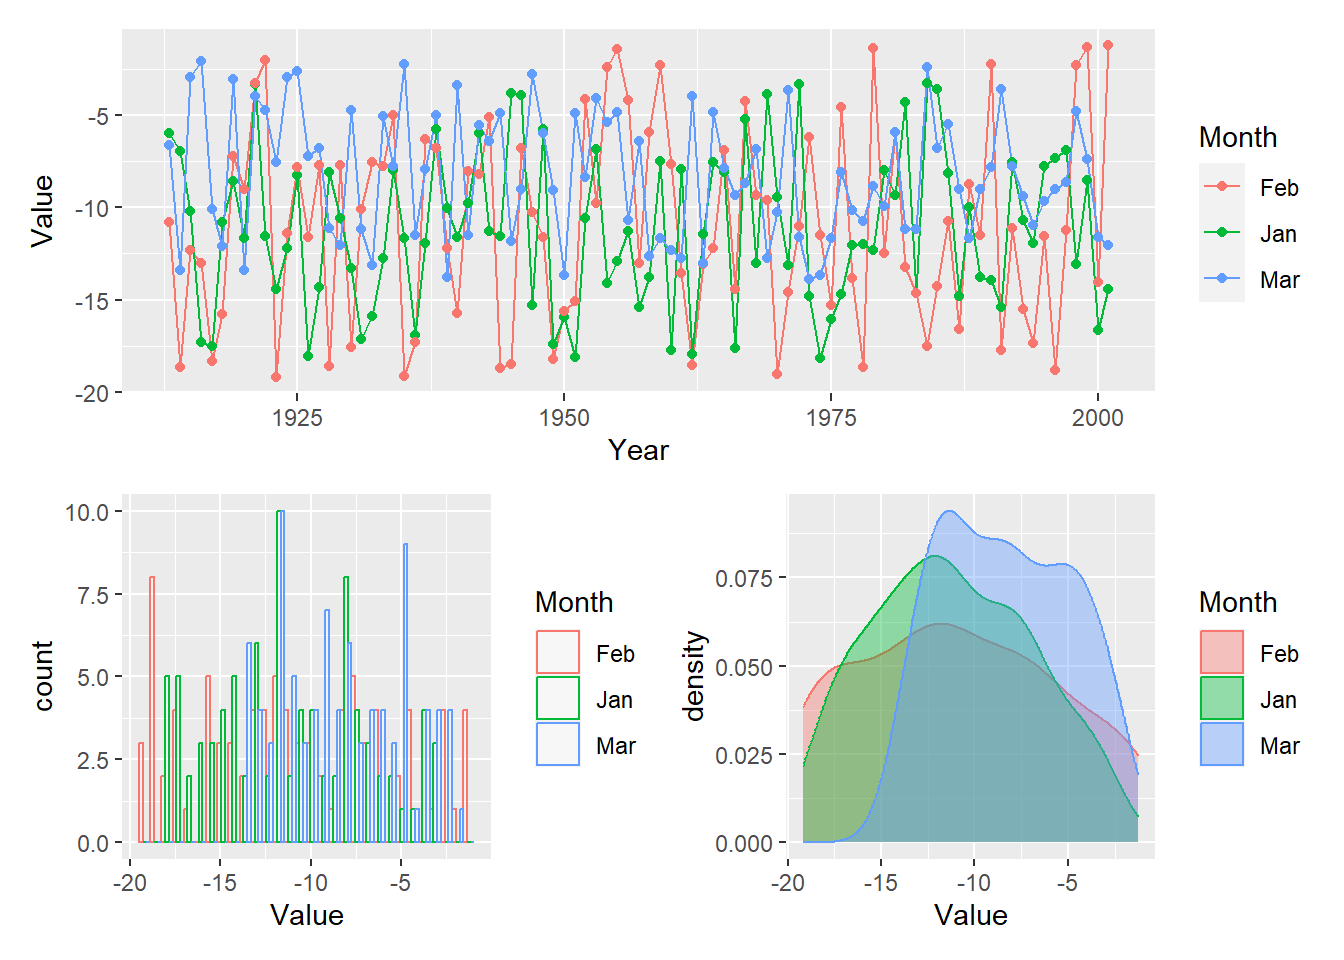 Value
-5
-10
-15
-20
1925 1950 1975 2000
Year
Month
Feb
Jan
Mar
count
10.0
7.5
5.0
2.5
0.0
-20 -15 -10 -5
Value
Month
Feb
Jan
Mar
density
0.075
0.050
0.025
0.000
-20 -15 -10 -5
Value
Month
Feb
Jan
Mar